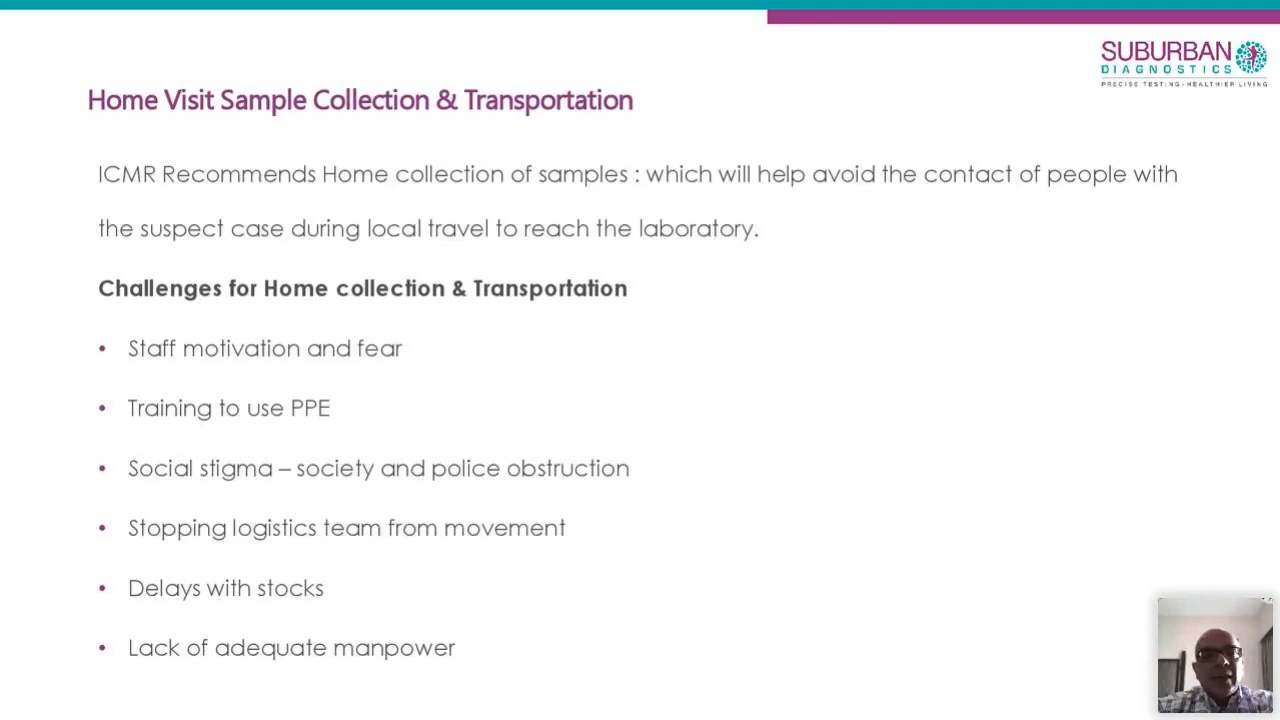 SUBURBAN
DIAGNOSTICS
PRECISE TESTING - HEALTHIER LIVING
Home Visit Sample Collection & Transportation
ICMR Recommends Home collection of samples : which will help avoid the contact of people with
the suspect case during local travel to reach the laboratory.
Challenges for Home collection & Transportation
• Staff motivation and fear
• Training to use PPE
• Social stigma – society and police obstruction
• Stopping logistics team from movement
• Delays with stocks
• Lack of adequate manpower